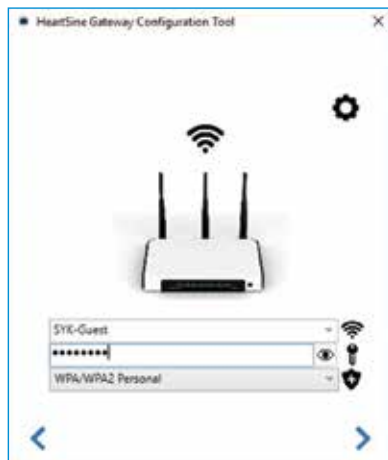 HeartSine Gateway Configuration Tool
SYK-Guest
••••••••
WPA/WPA2 Personal